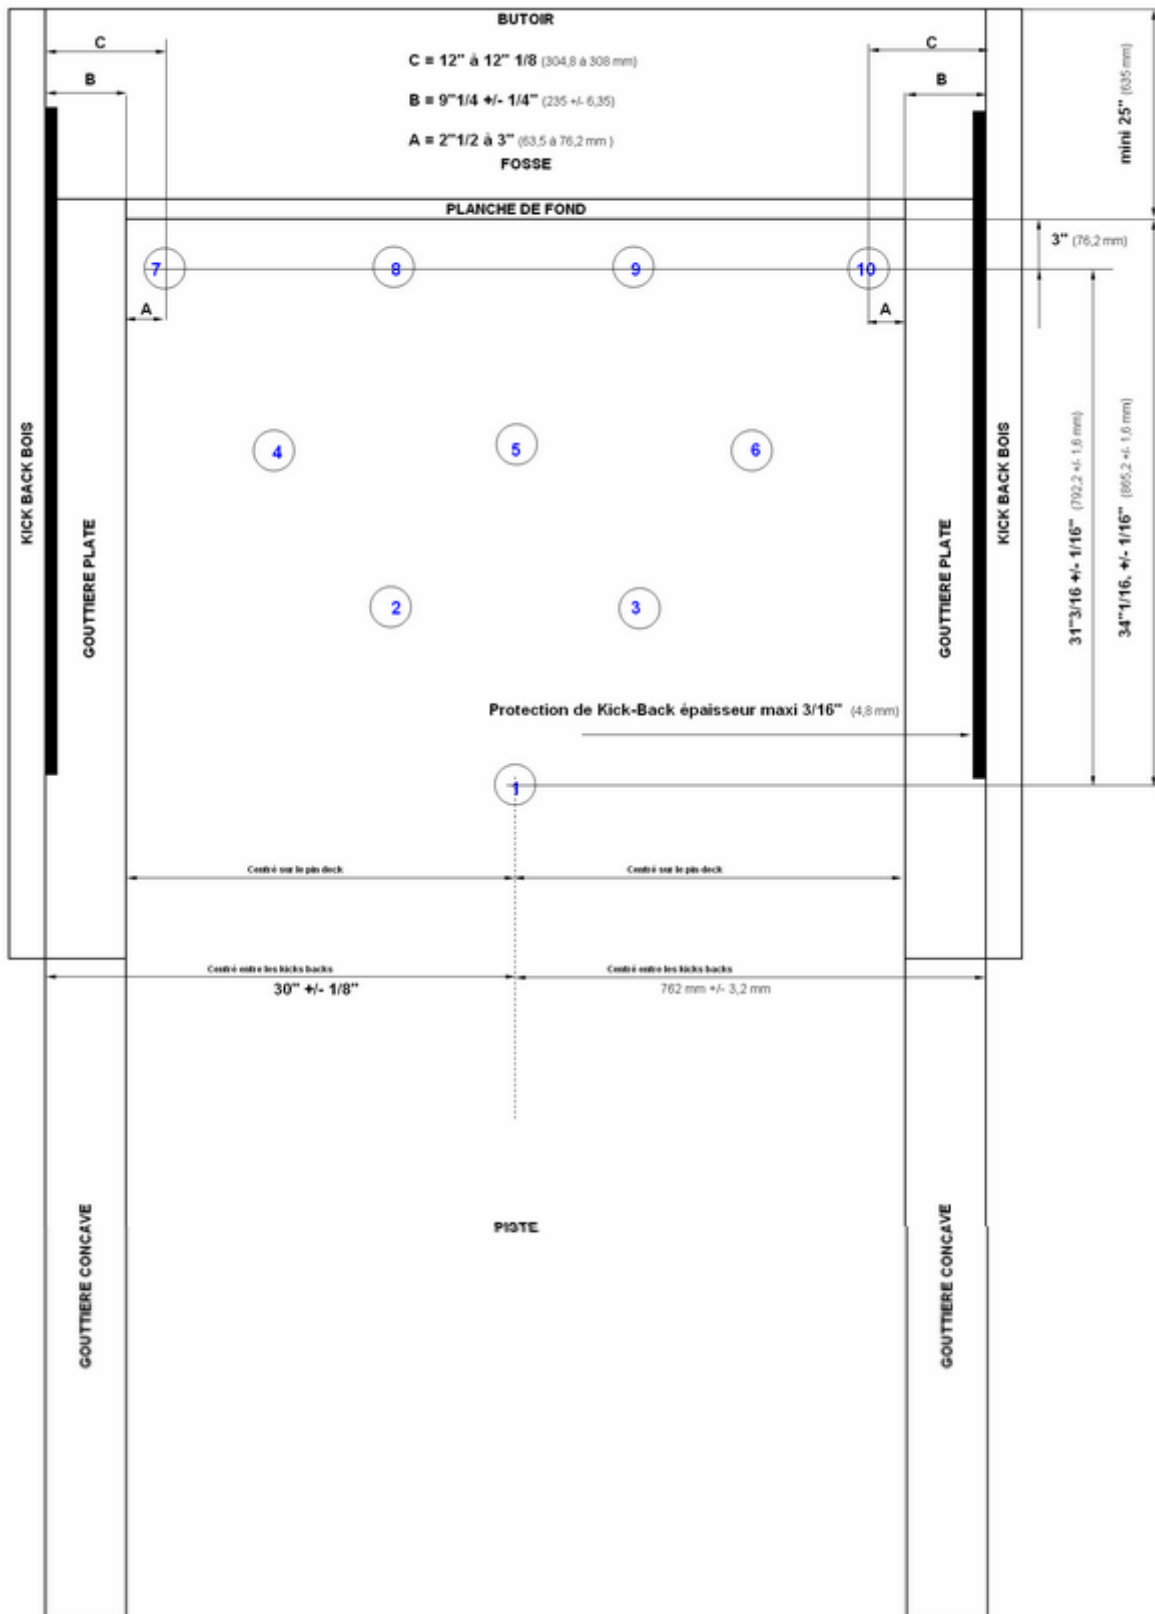 BUTOIR
C
C = 12" à 12" 1/8 (304,8 à 308 mm)
C
B
B = 9"1/4 +/- 1/4" (235 +/- 6,35)
B
A = 2"1/2 à 3" (63,5 à 76,2 mm )
FOSSE
mini 25" (635 mm)
PLANCHE DE FOND
3" (76,2 mm)
7
8
9
10
A
A
KICK BACK BOIS
GOUTTIERE PLATE
4
5
6
2
3
GOUTTIERE PLATE
KICK BACK BOIS
31"3/16 +/- 1/16" (792,2 +/- 1,6 mm)
34"1/16, +/- 1/16" (865,2 +/- 1,6 mm)
Protection de Kick-Back épaisseur maxi 3/16" (4,8 mm)
1
Centré sur le pin deck
Centré sur le pin deck
Centré entre les kicks backs
Centré entre les kicks backs
30" +/- 1/8"
762 mm +/- 3,2 mm
GOUTTIERE CONCAVE
PISTE
GOUTTIERE CONCAVE